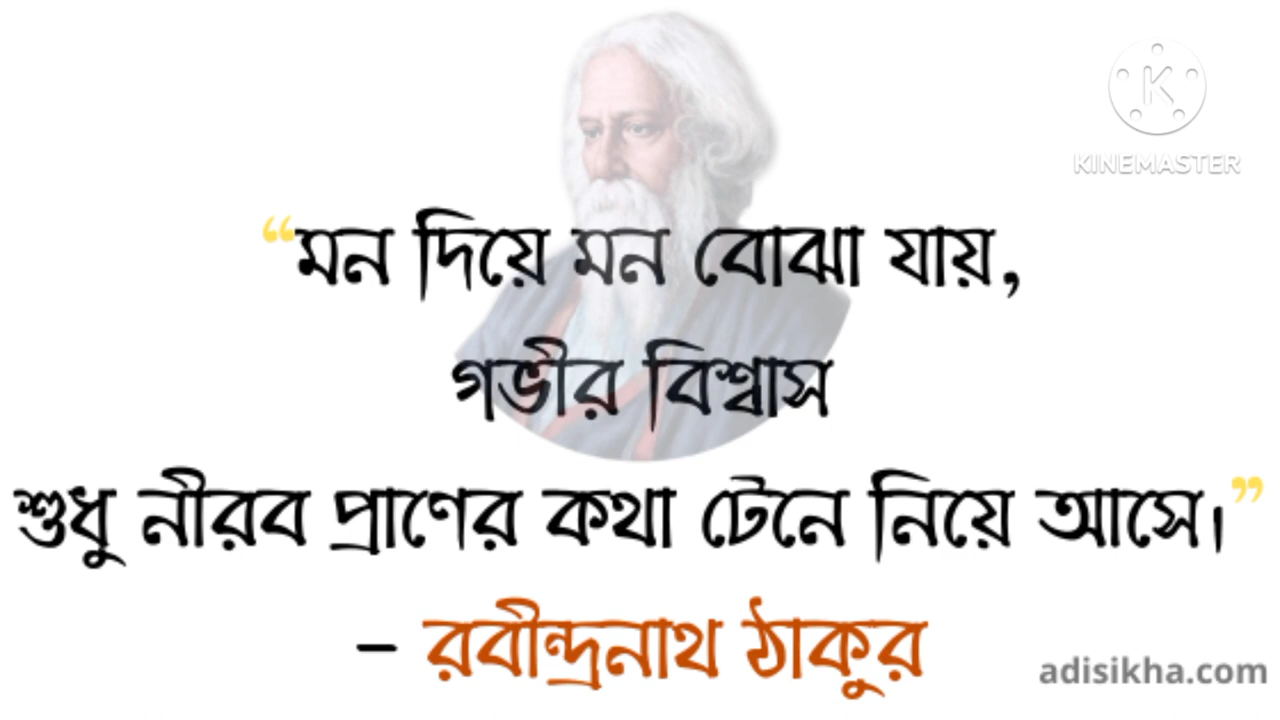 KINEMASTER
“মন দিয়ে মন বোঝা যায়,
গভীর বিশ্বাস
শুধু নীরব প্রাণের কথা টেনে নিয়ে আসে।”
– রবীন্দ্রনাথ ঠাকুর
adisikha.com